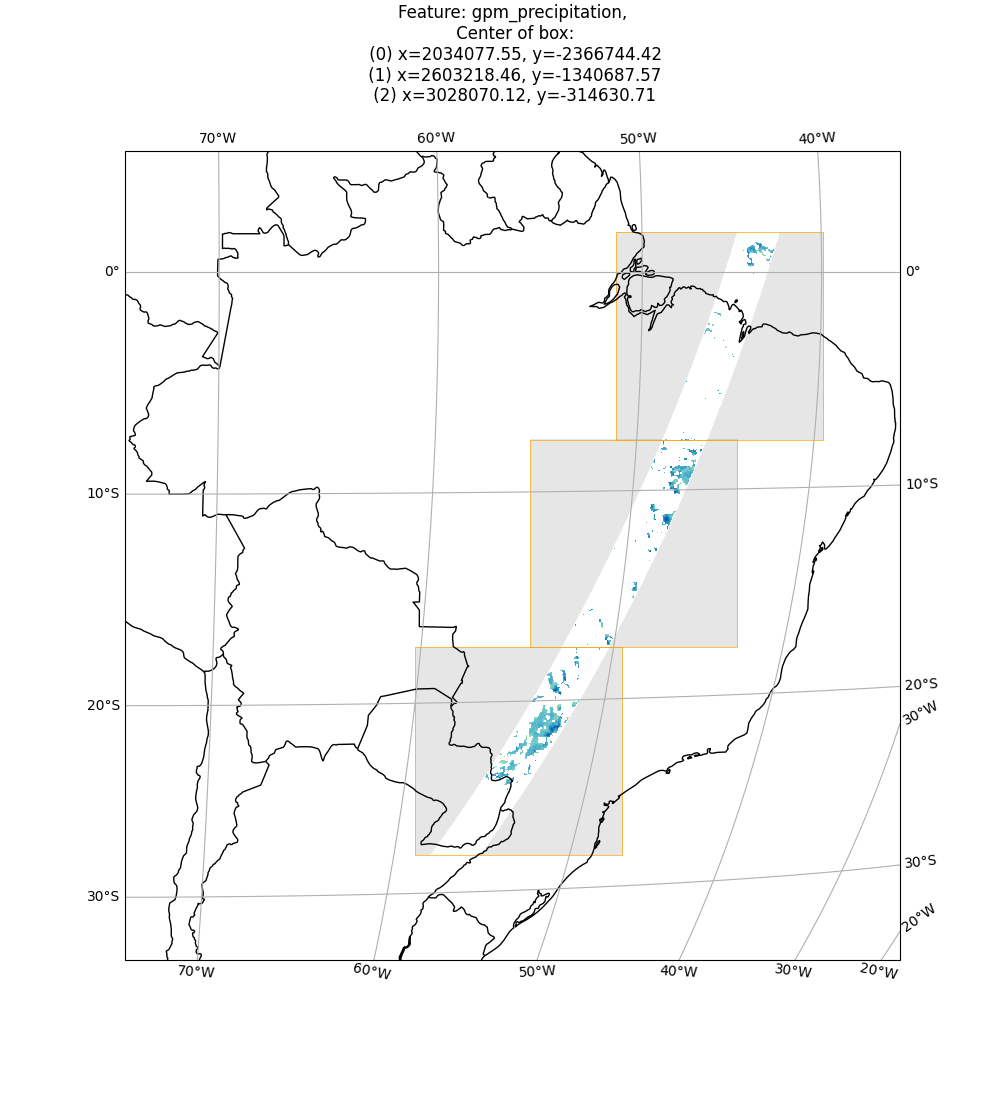 Feature: gpm_precipitation,
Center of box:
(0) x=2034077.55, y=-2366744.42
(1) x=2603218.46, y=-1340687.57
(2) x=3028070.12, y=-314630.71
70°W 60°W 50°W 40°W
0° 0°
10°S 10°S
20°S 20°S
30°W
30°S 30°S
20°W
70°W 60°W 50°W 40°W 30°W 20°W